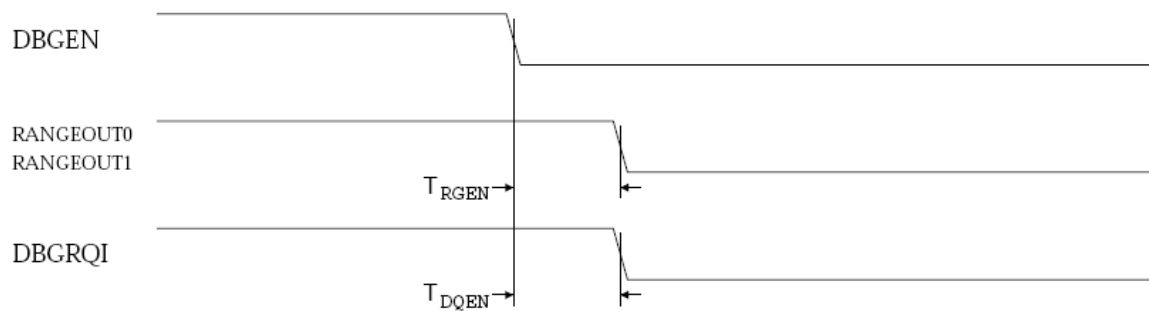 DBGEN
RANGEOUT0
RANGEOUT1
TRGEN
DBGRQI
TDQEN